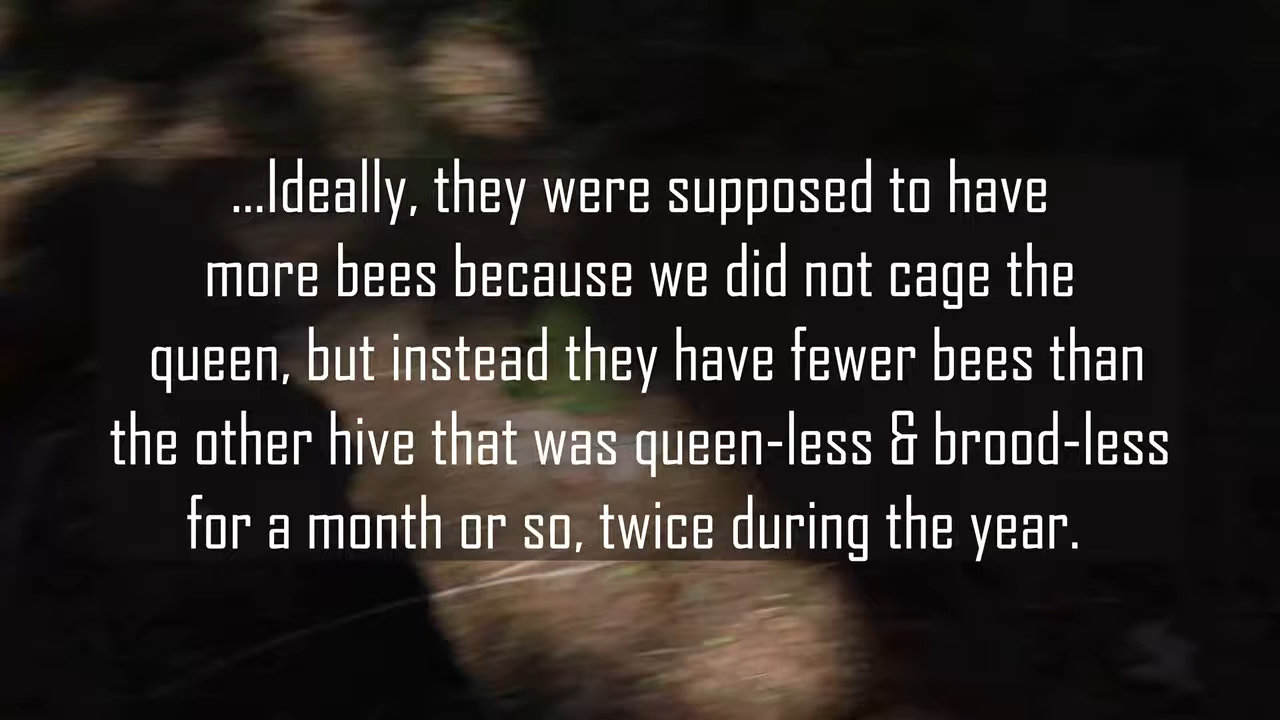 ...Ideally, they were supposed to have
more bees because we did not cage the
queen, but instead they have fewer bees than
the other hive that was queen-less & brood-less
for a month or so, twice during the year.